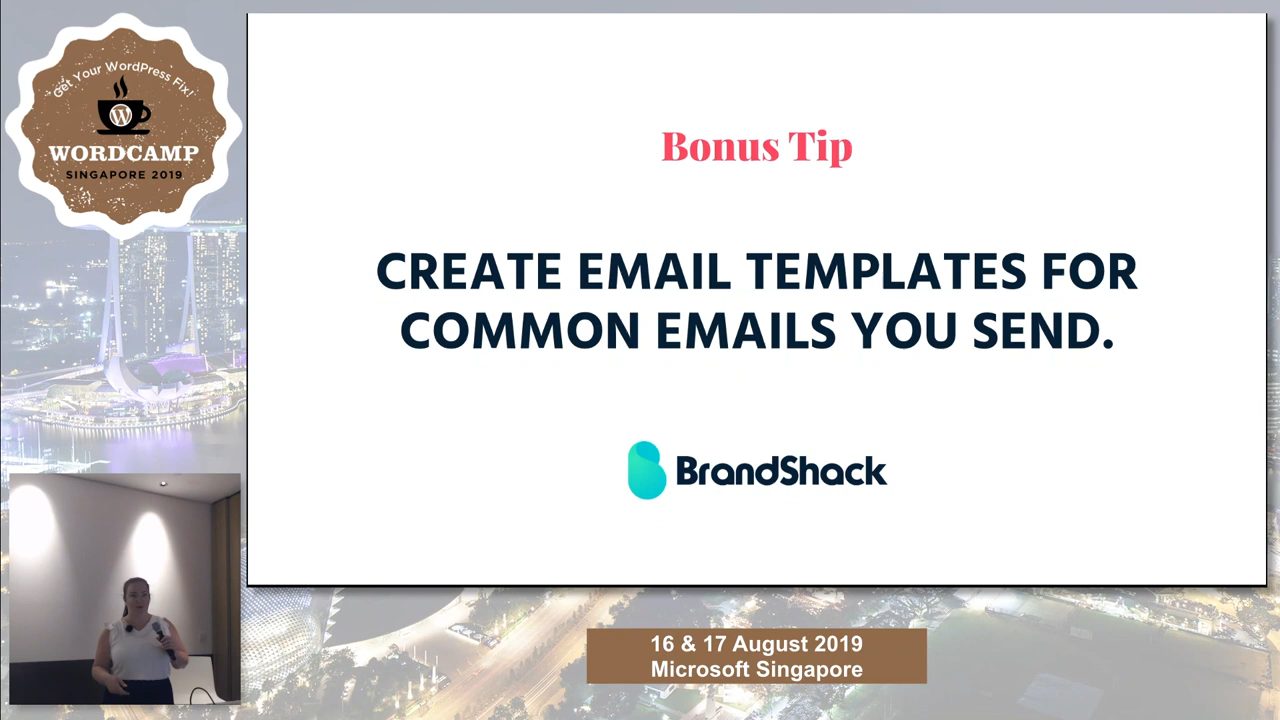 Get Your WordPress Fix!
WORDCAMP
SINGAPORE 2019
Bonus Tip
CREATE EMAIL TEMPLATES FOR
COMMON EMAILS YOU SEND.
BrandShack
16 & 17 August 2019
Microsoft Singapore